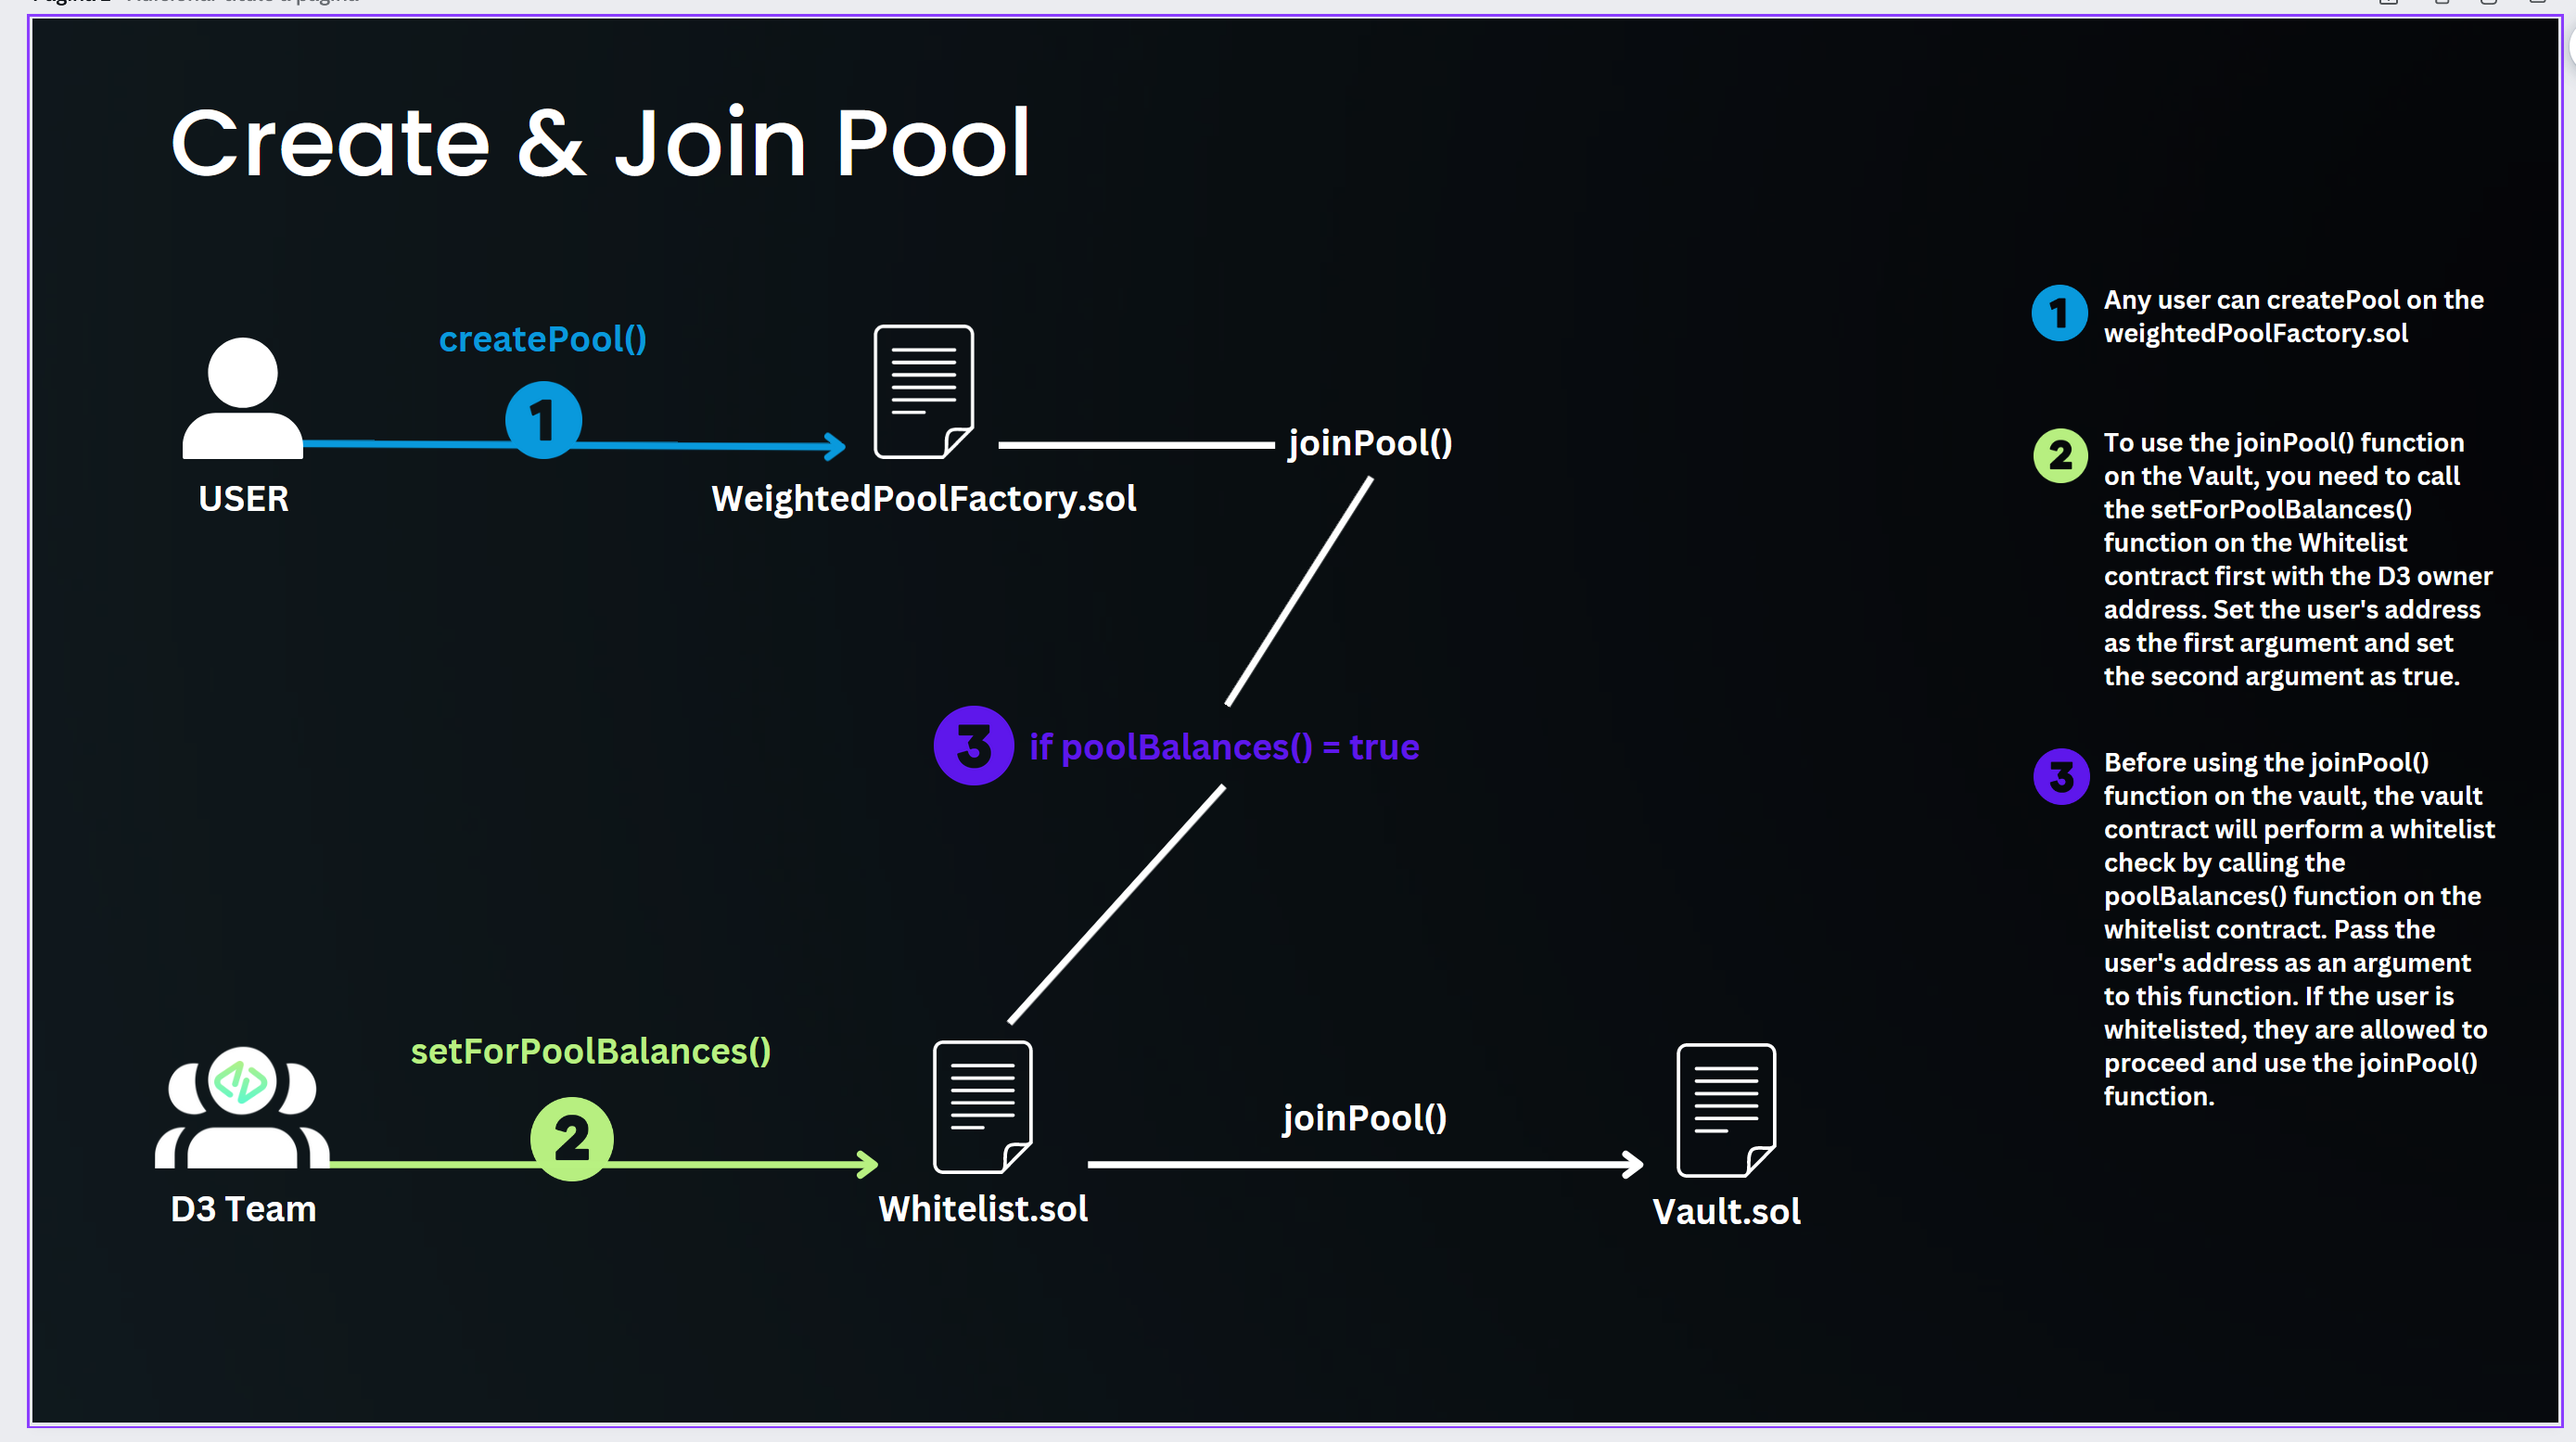 Create & Join Pool
createPool()
1
USER
WeightedPoolFactory.sol
joinPool()
3 if poolBalances() = true
setForPoolBalances()
2
D3 Team
Whitelist.sol
joinPool()
Vault.sol
1 Any user can createPool on the
weightedPoolFactory.sol
2 To use the joinPool() function
on the Vault, you need to call
the setForPoolBalances()
function on the Whitelist
contract first with the D3 owner
address. Set the user's address
as the first argument and set
the second argument as true.
3 Before using the joinPool()
function on the vault, the vault
contract will perform a whitelist
check by calling the
poolBalances() function on the
whitelist contract. Pass the
user's address as an argument
to this function. If the user is
whitelisted, they are allowed to
proceed and use the joinPool()
function.